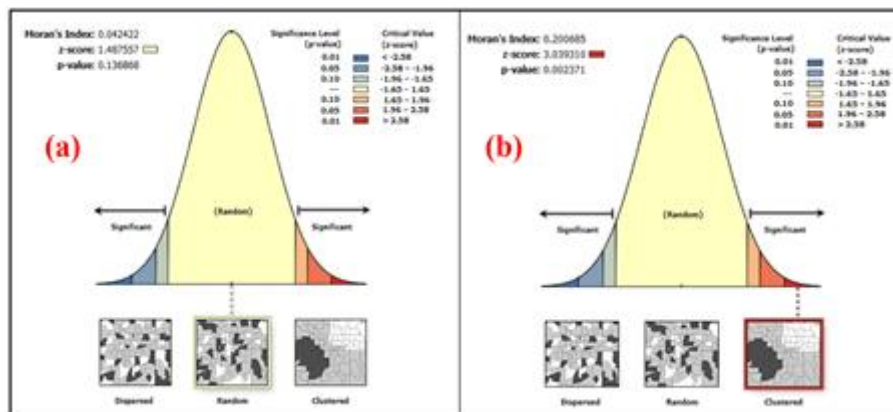 Moran's Index: 0.042422
z-score: 1.487557
p-value: 0.136868
Significance Level
(p-value)
Critical Value
(z-score)
0.01 < -2.58
0.05 -2.58 – -1.96
0.10 -1.96 – -1.65
— -1.65 – 1.65
0.10 1.65 – 1.96
0.05 1.96 – 2.58
0.01 > 2.58
(a)
(Random)
Significant
Significant
Dispersed
Random
Clustered
Moran's Index: 0.200685
z-score: 3.039310
p-value: 0.002371
Significance Level
(p-value)
Critical Value
(z-score)
0.01 < -2.58
0.05 -2.58 – -1.96
0.10 -1.96 – -1.65
— -1.65 – 1.65
0.10 1.65 – 1.96
0.05 1.96 – 2.58
0.01 > 2.58
(b)
(Random)
Significant
Significant
Dispersed
Random
Clustered